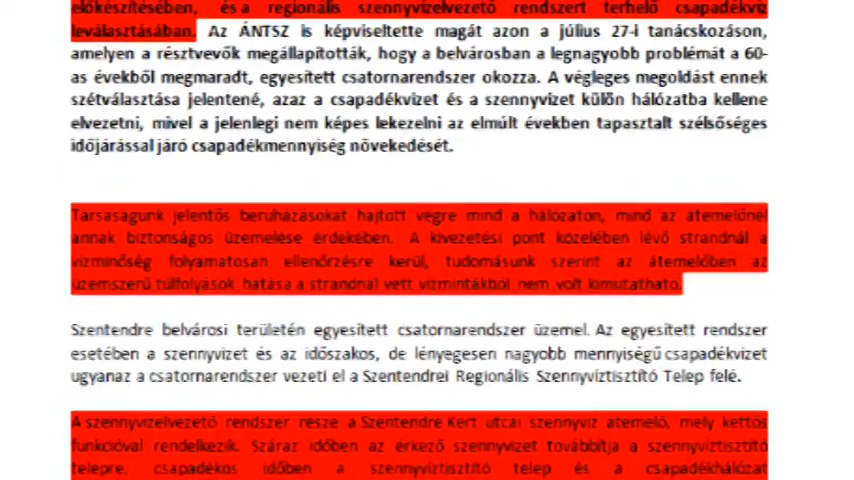 előkészítésében, és a regionális szennyvízelvezető rendszert terhelő csapadékvíz
leválasztásában. Az ÁNTSZ is képviseltette magát azon a július 27-i tanácskozáson,
amelyen a résztvevők megállapították, hogy a belvárosban a legnagyobb problémát a 60-
as évekből megmaradt, egyesített csatornarendszer okozza. A végleges megoldást ennek
szétválasztása jelentené, azaz a csapadékvizet és a szennyvizet külön hálózatba kellene
elvezetni, mivel a jelenlegi nem képes lekezelni az elmúlt években tapasztalt szélsőséges
időjárással járó csapadékmennyiség növekedését.
Társaságunk jelentős beruházásokat hajtott végre mind a hálózaton, mind az átemelőnél
annak biztonságos üzemelése érdekében. A kivezetési pont közelében lévő strandnál a
vízminőség folyamatosan ellenőrzésre kerül, tudomásunk szerint az átemelőben az
üzemszerű túlfolyások hatása a strandnál vett vízmintákból nem volt kimutatható.
Szentendre belvárosi területén egyesített csatornarendszer üzemel. Az egyesített rendszer
esetében a szennyvizet és az időszakos, de lényegesen nagyobb mennyiségű csapadékvizet
ugyanaz a csatornarendszer vezeti el a Szentendrei Regionális Szennyvíztisztító Telep felé.
A szennyvízelvezető rendszer része a Szentendre Kert utcai szennyvíz átemelő, mely kettős
funkcióval rendelkezik. Száraz időben az érkező szennyvizet továbbítja a szennyvíztisztító
telepre, csapadékos időben a szennyvíztisztító telep és a csapadékhálózat